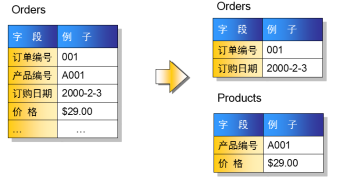 Orders
字 段 例 子
订单编号 001
产品编号 A001
订购日期 2000-2-3
价 格 $29.00
... ...
Orders
字 段 例 子
订单编号 001
订购日期 2000-2-3
Products
字 段 例 子
产品编号 A001
价 格 $29.00